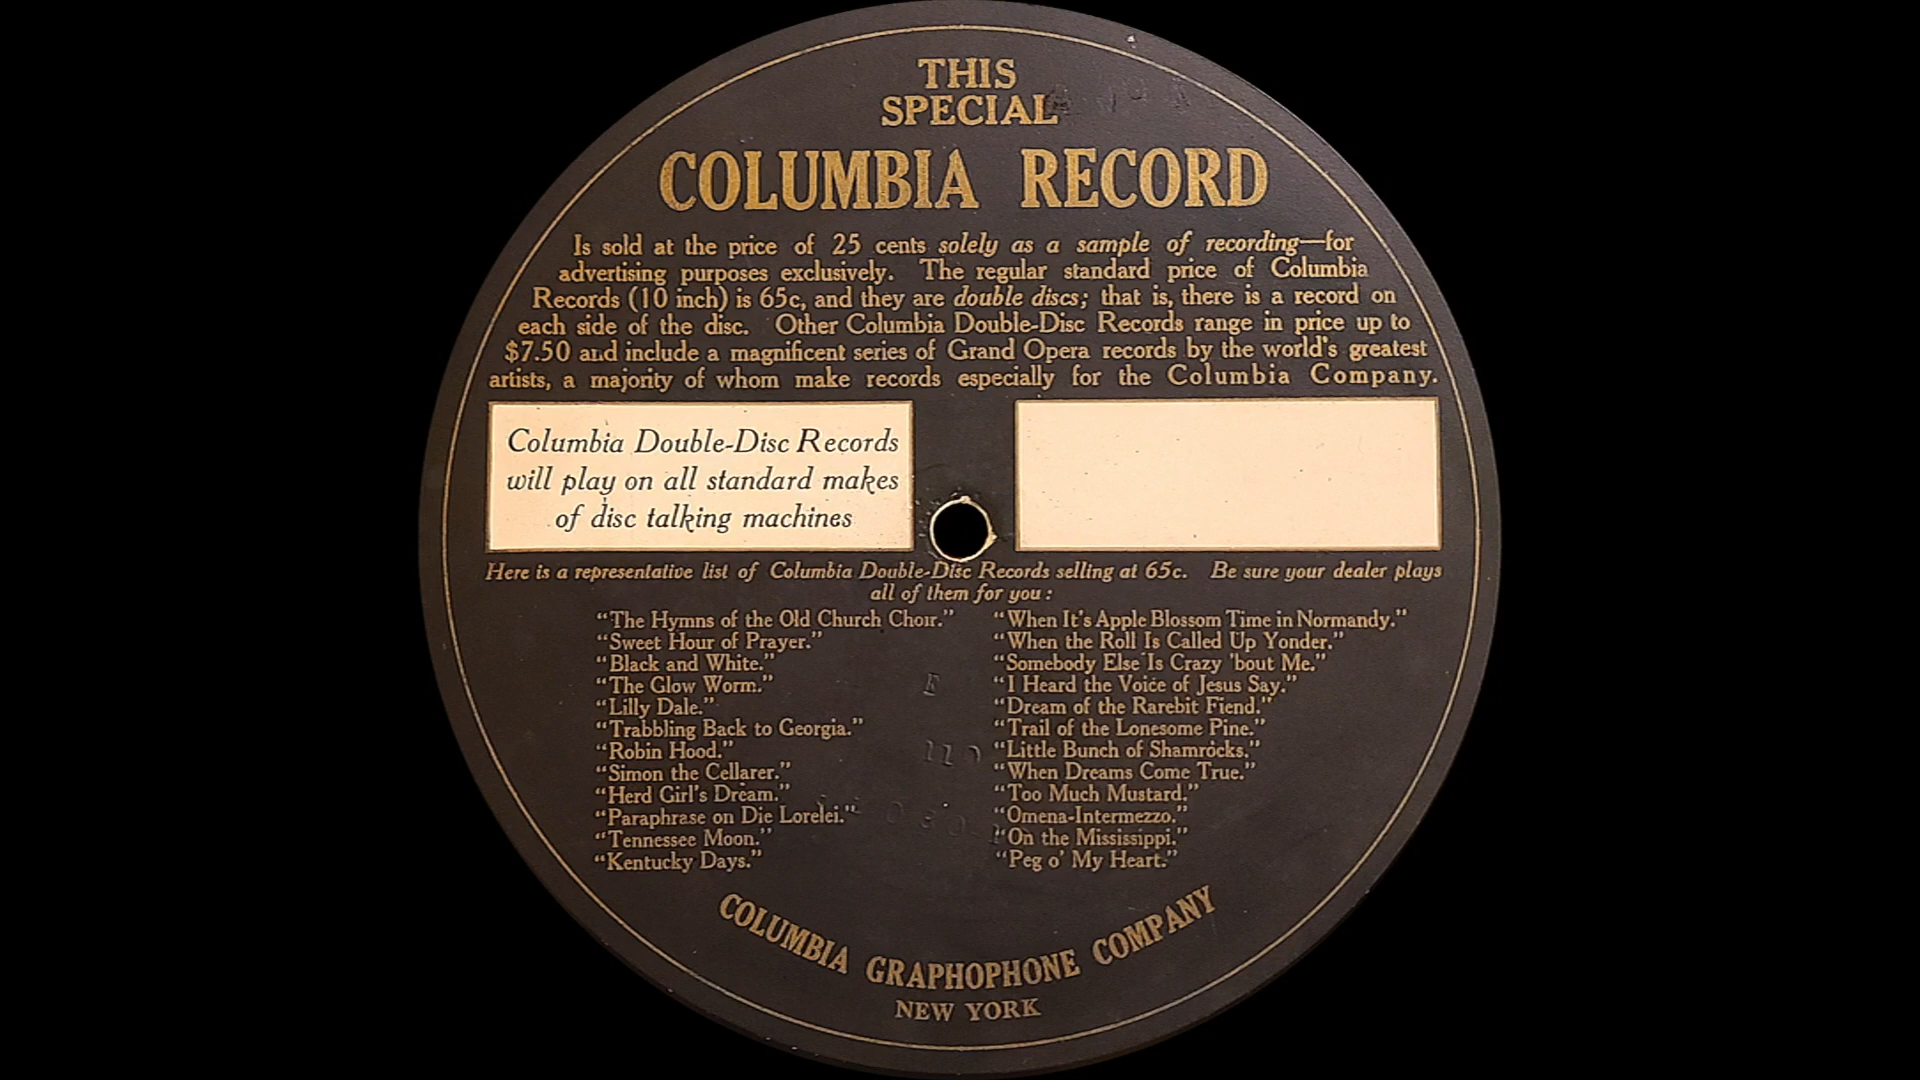 THIS
SPECIAL
COLUMBIA RECORD
Is sold at the price of 25 cents solely as a sample of recording—for
advertising purposes exclusively. The regular standard price of Columbia
Records (10 inch) is 65c, and they are double discs; that is, there is a record on
each side of the disc. Other Columbia Double-Disc Records range in price up to
$7.50 and include a magnificent series of Grand Opera records by the world's greatest
artists, a majority of whom make records especially for the Columbia Company.
Columbia Double-Disc Records
will play on all standard makes
of disc talking machines
Here is a representative list of Columbia Double-Disc Records selling at 65c. Be sure your dealer plays
all of them for you:
"The Hymns of the Old Church Choir."
"Sweet Hour of Prayer."
"Black and White."
"The Glow Worm."
"Lilly Dale."
"Trabbling Back to Georgia."
"Robin Hood."
"Simon the Cellarer."
"Herd Girl's Dream."
"Paraphrase on Die Lorelei."
"Tennessee Moon."
"Kentucky Days."
"When It's Apple Blossom Time in Normandy."
"When the Roll Is Called Up Yonder."
"Somebody Else Is Crazy 'bout Me."
"I Heard the Voice of Jesus Say."
"Dream of the Rarebit Fiend."
"Trail of the Lonesome Pine."
"Little Bunch of Shamrocks."
"When Dreams Come True."
"Too Much Mustard."
"Omena-Intermezzo."
"On the Mississippi."
"Peg o' My Heart."
E
COLUMBIA GRAPHOPHONE COMPANY
NEW YORK